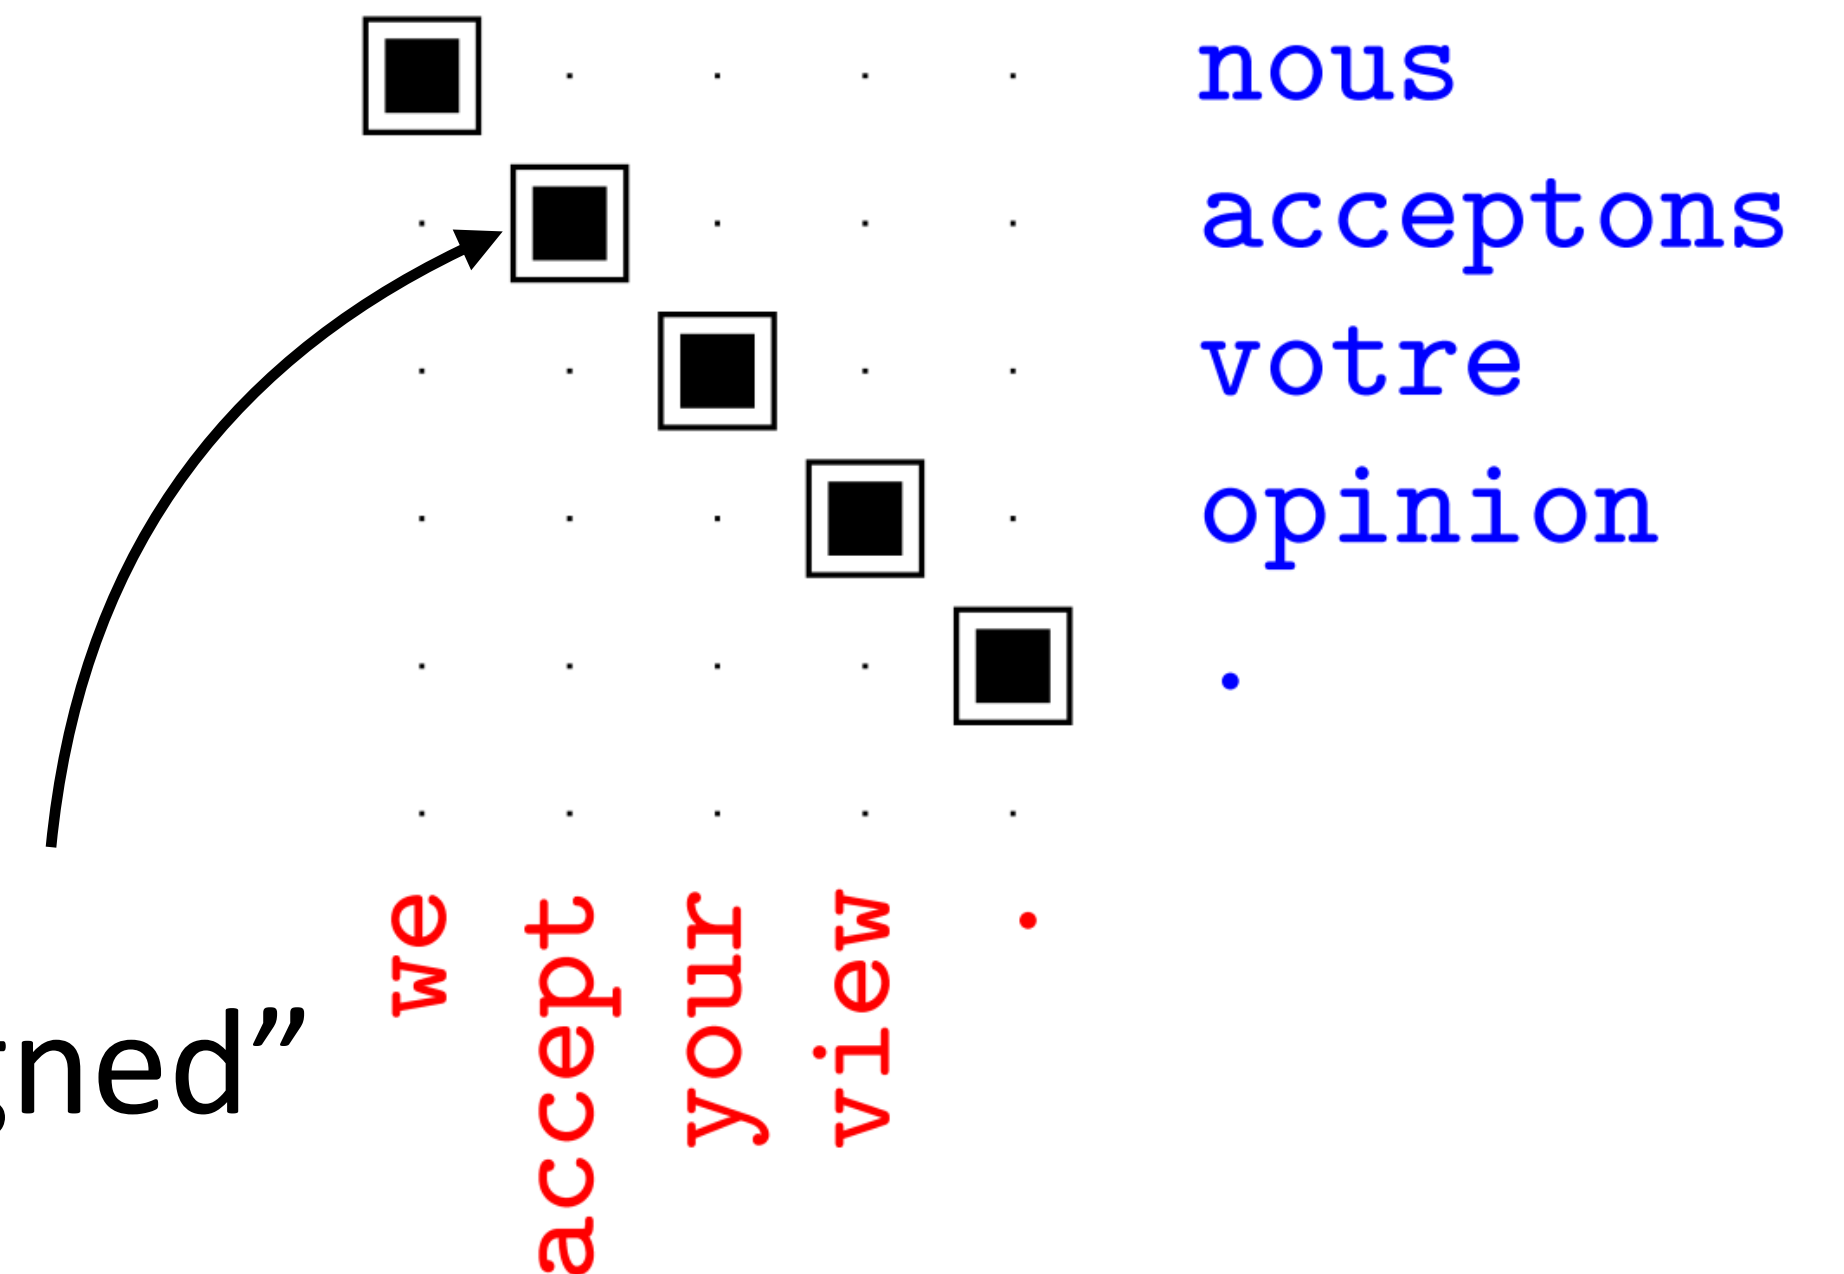 nous
acceptons
votre
opinion
.
we
accept
your
view
.
gned”